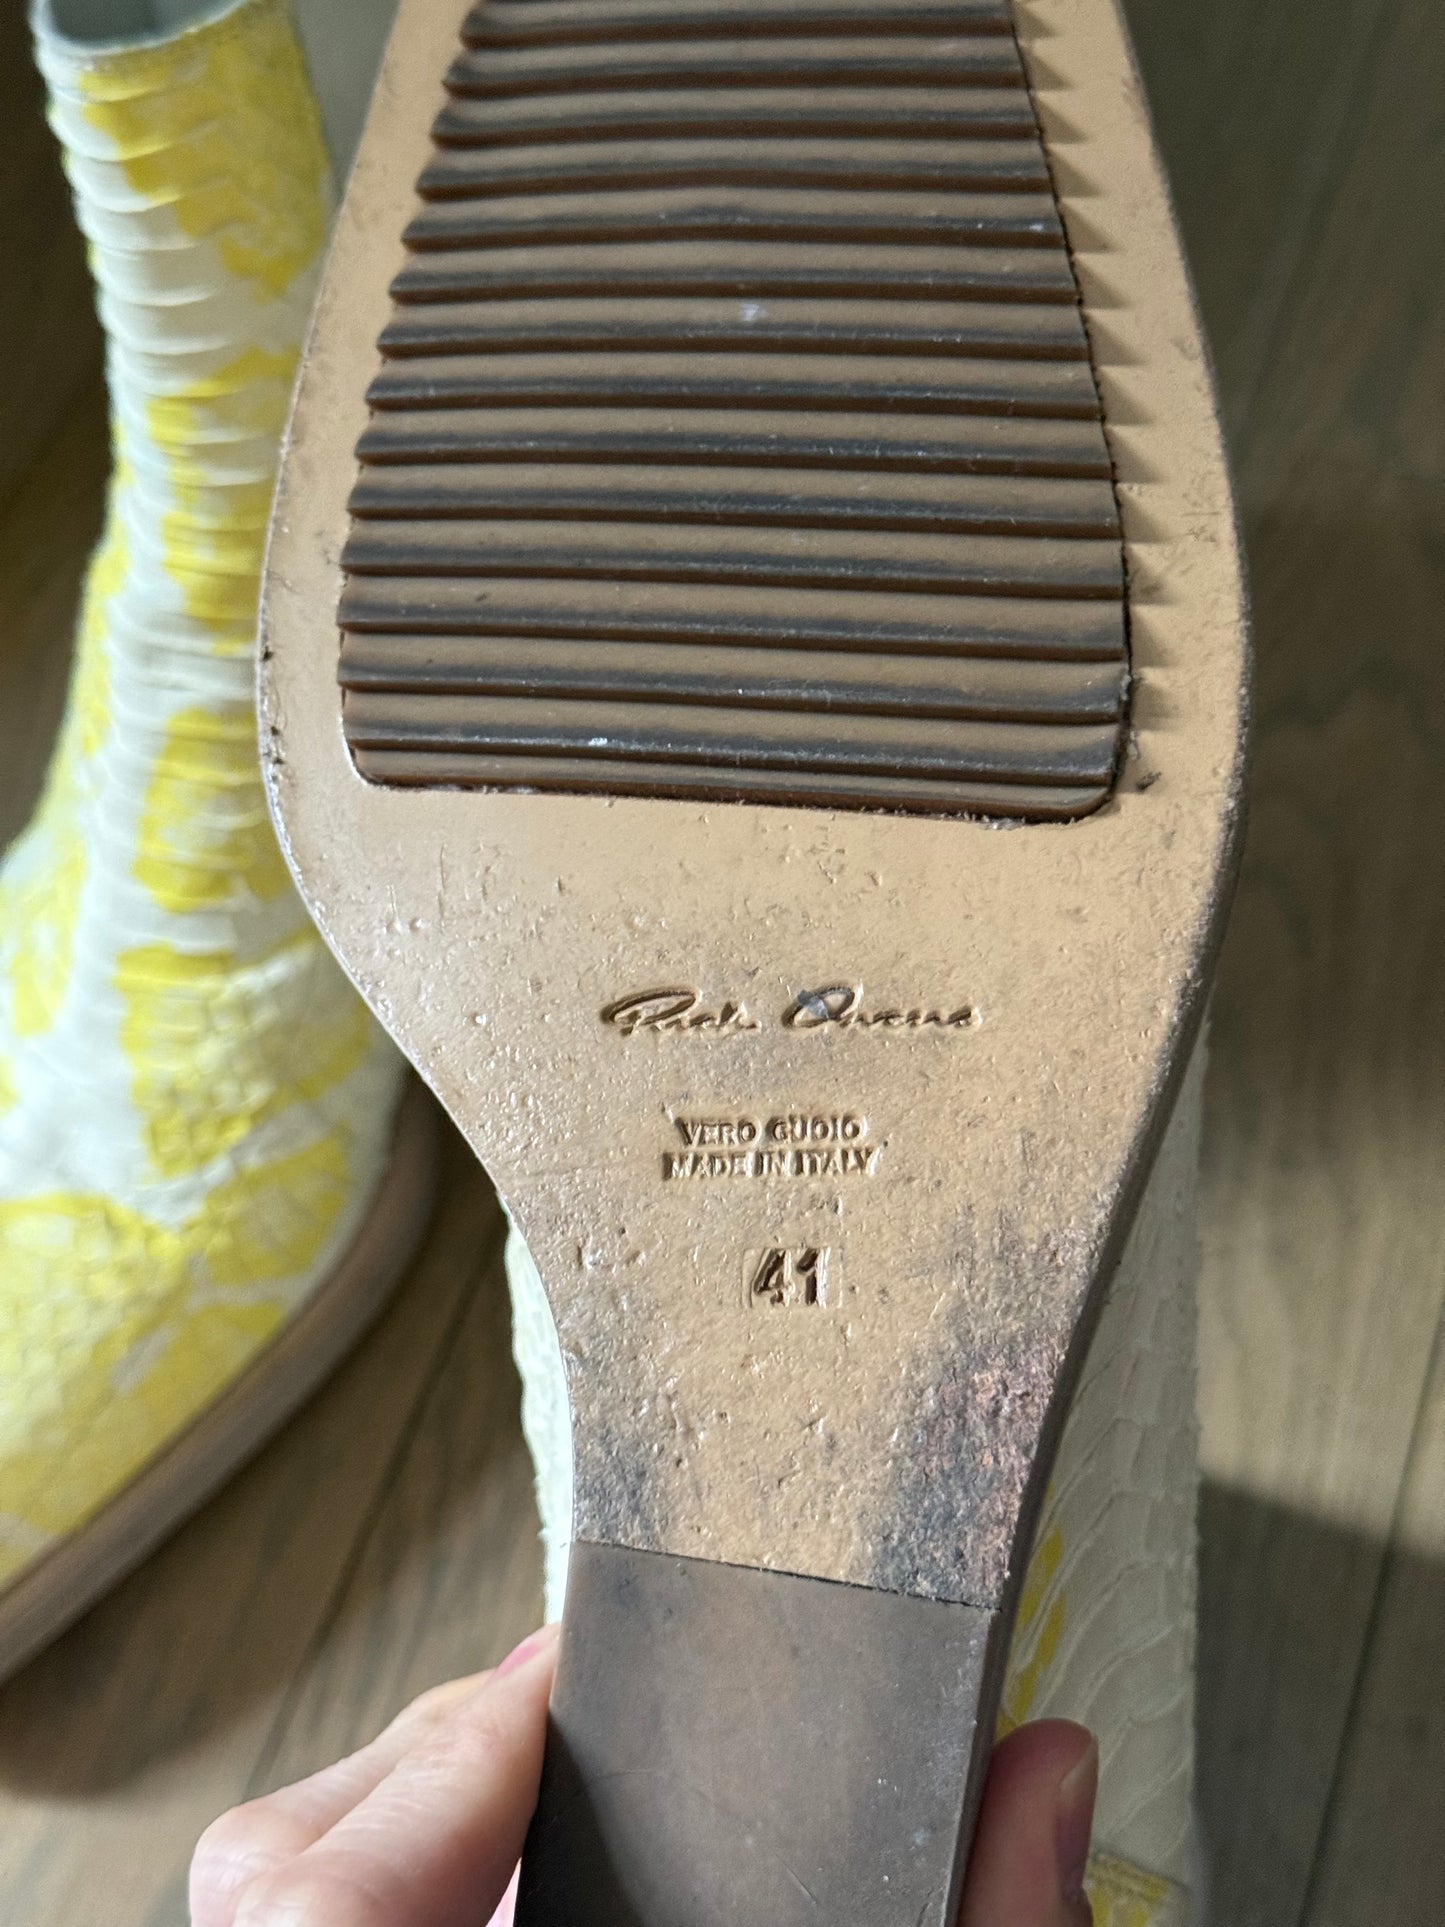 Rick Owens
VERO CUOIO
MADE IN ITALY
41